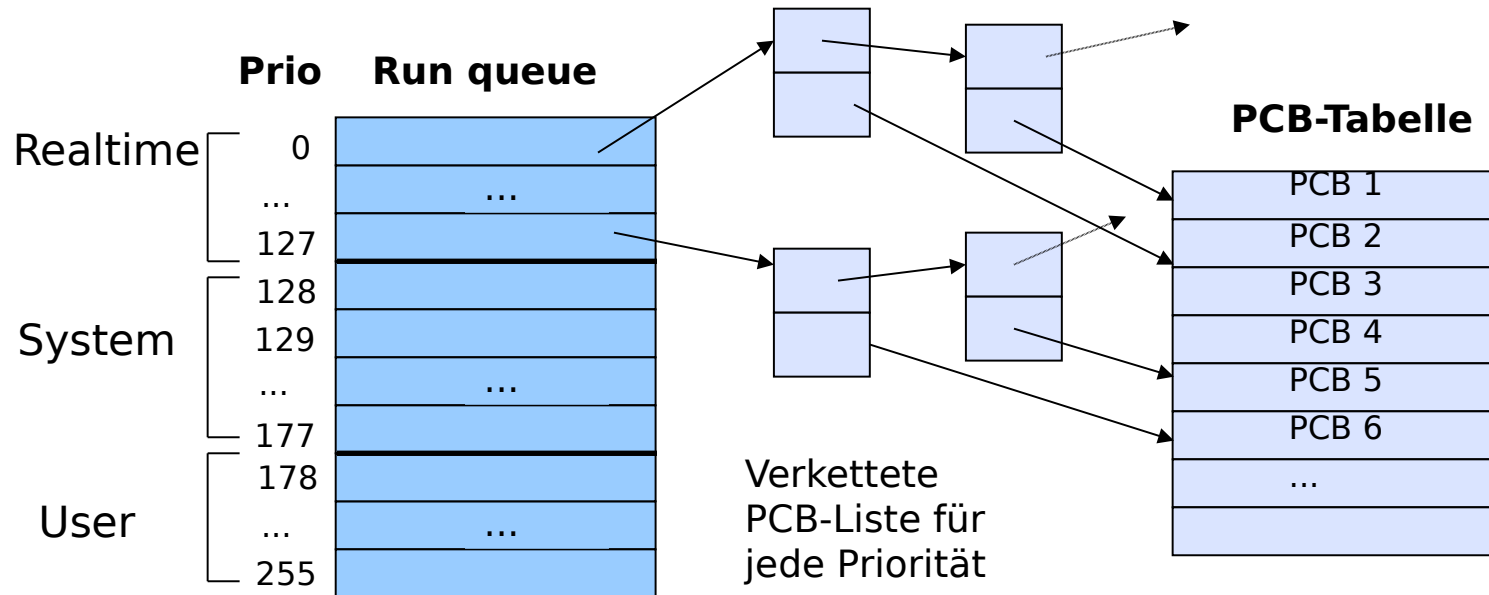 Prio Run queue
PCB-Tabelle
Realtime
0
...
...
127
System
128
129
...
...
177
User
178
...
...
255
Verkettete
PCB-Liste für
jede Priorität
PCB 1
PCB 2
PCB 3
PCB 4
PCB 5
PCB 6
...